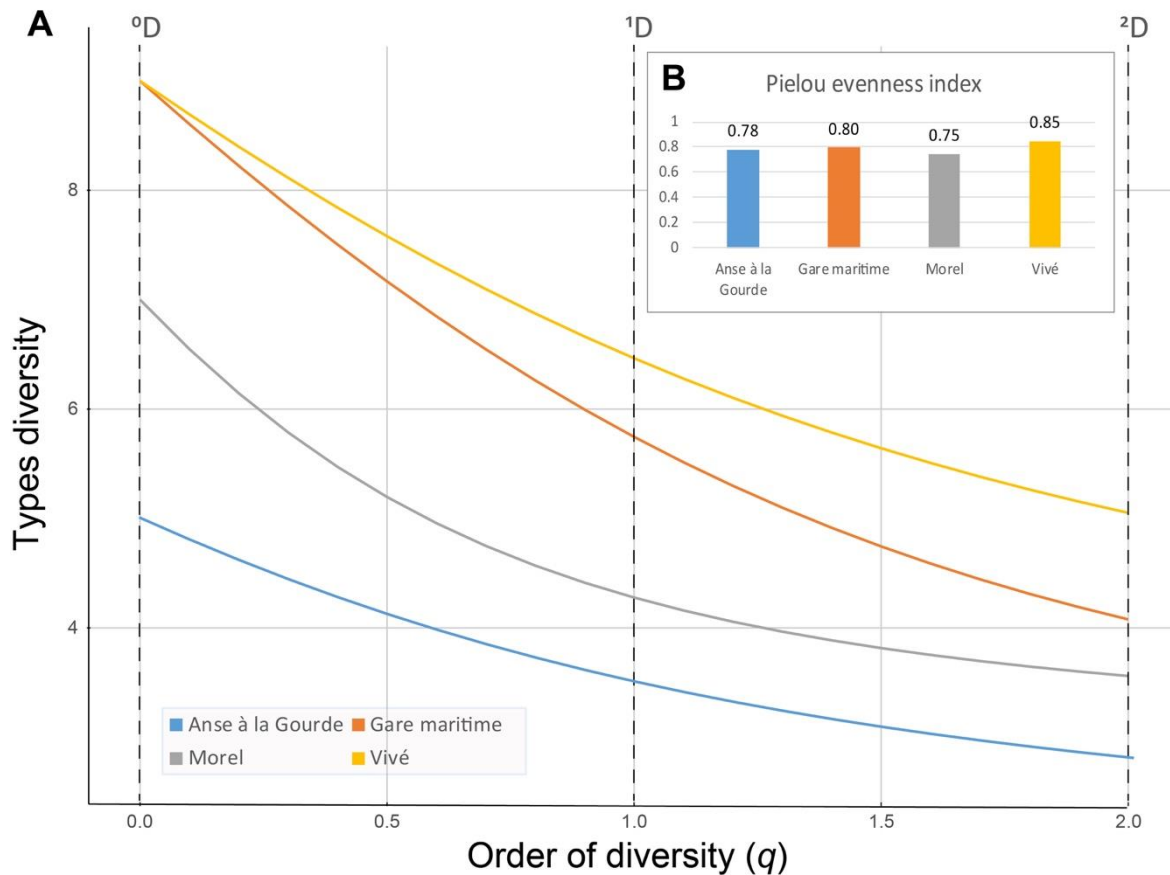 A
⁰D
¹D
²D
B
Pielou evenness index
1
0.8
0.6
0.4
0.2
0
0.78
0.80
0.75
0.85
Anse à la
Gourde
Gare maritime
Morel
Vivé
Types diversity
8
6
4
Anse à la Gourde
Gare maritime
Morel
Vivé
0.0
0.5
1.0
1.5
2.0
Order of diversity (q)